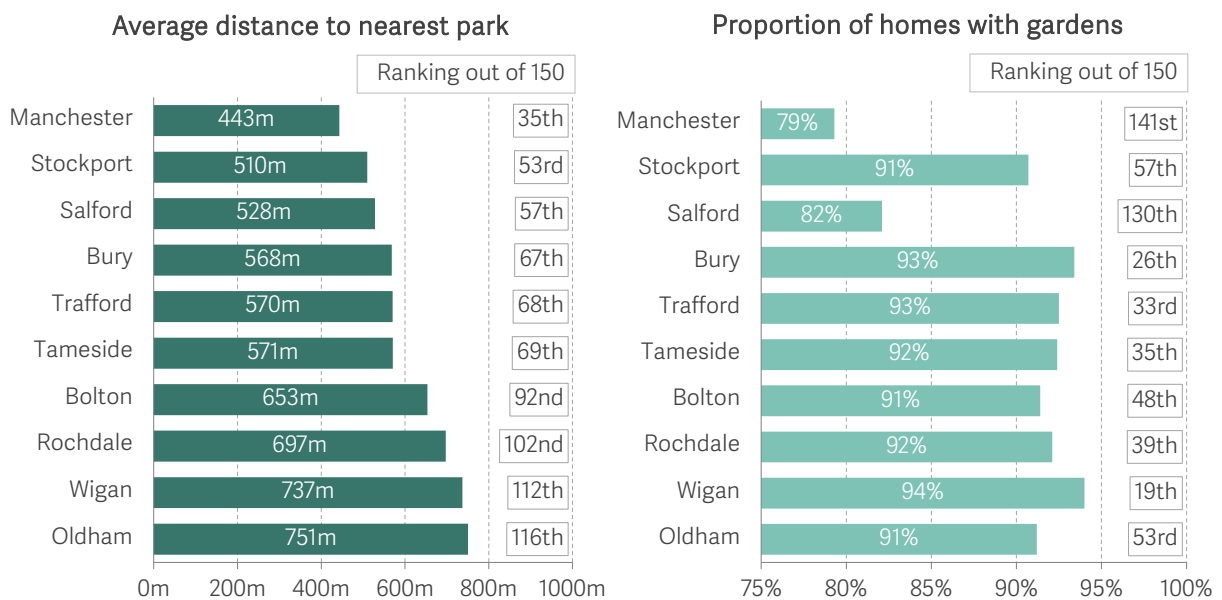 Average distance to nearest park
Ranking out of 150
Manchester 443m 35th
Stockport 510m 53rd
Salford 528m 57th
Bury 568m 67th
Trafford 570m 68th
Tameside 571m 69th
Bolton 653m 92nd
Rochdale 697m 102nd
Wigan 737m 112th
Oldham 751m 116th
0m 200m 400m 600m 800m 1000m
Proportion of homes with gardens
Ranking out of 150
Manchester 79% 141st
Stockport 91% 57th
Salford 82% 130th
Bury 93% 26th
Trafford 93% 33rd
Tameside 92% 35th
Bolton 91% 48th
Rochdale 92% 39th
Wigan 94% 19th
Oldham 91% 53rd
75% 80% 85% 90% 95% 100%